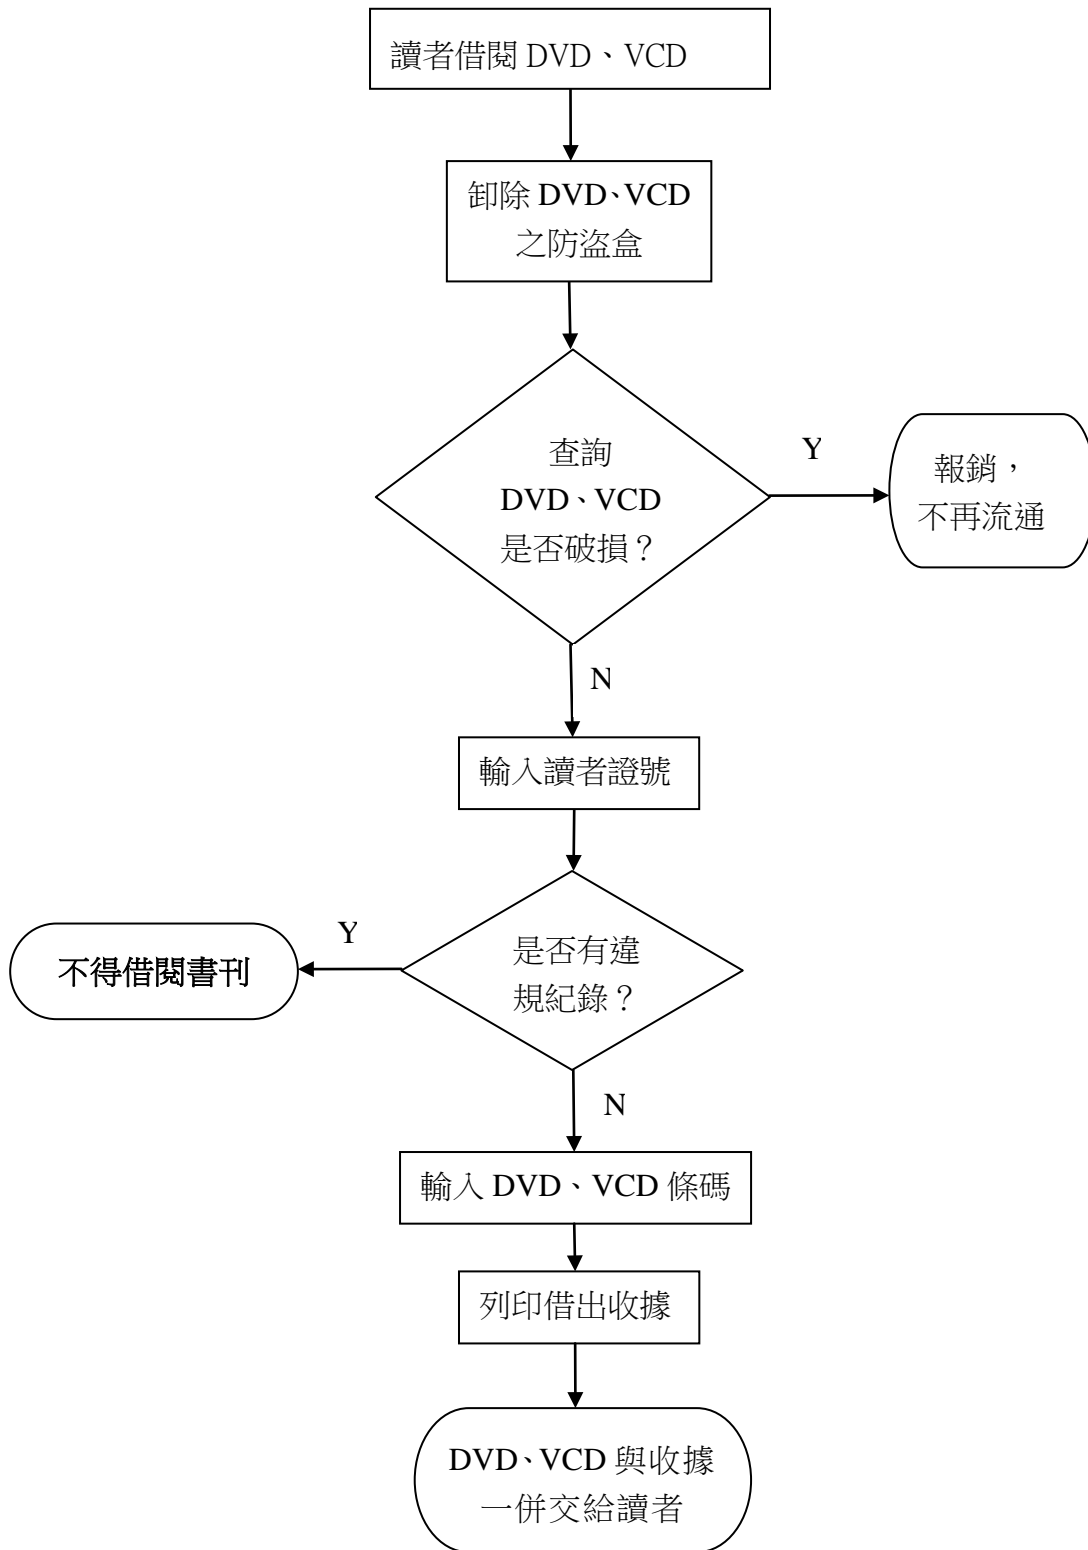 讀者借閱 DVD、VCD
卸除 DVD、VCD
之防盜盒
查詢
DVD、VCD
是否破損？
Y
報銷，
不再流通
N
輸入讀者證號
是否有違
規紀錄？
Y
不得借閱書刊
N
輸入 DVD、VCD 條碼
列印借出收據
DVD、VCD 與收據
一併交給讀者